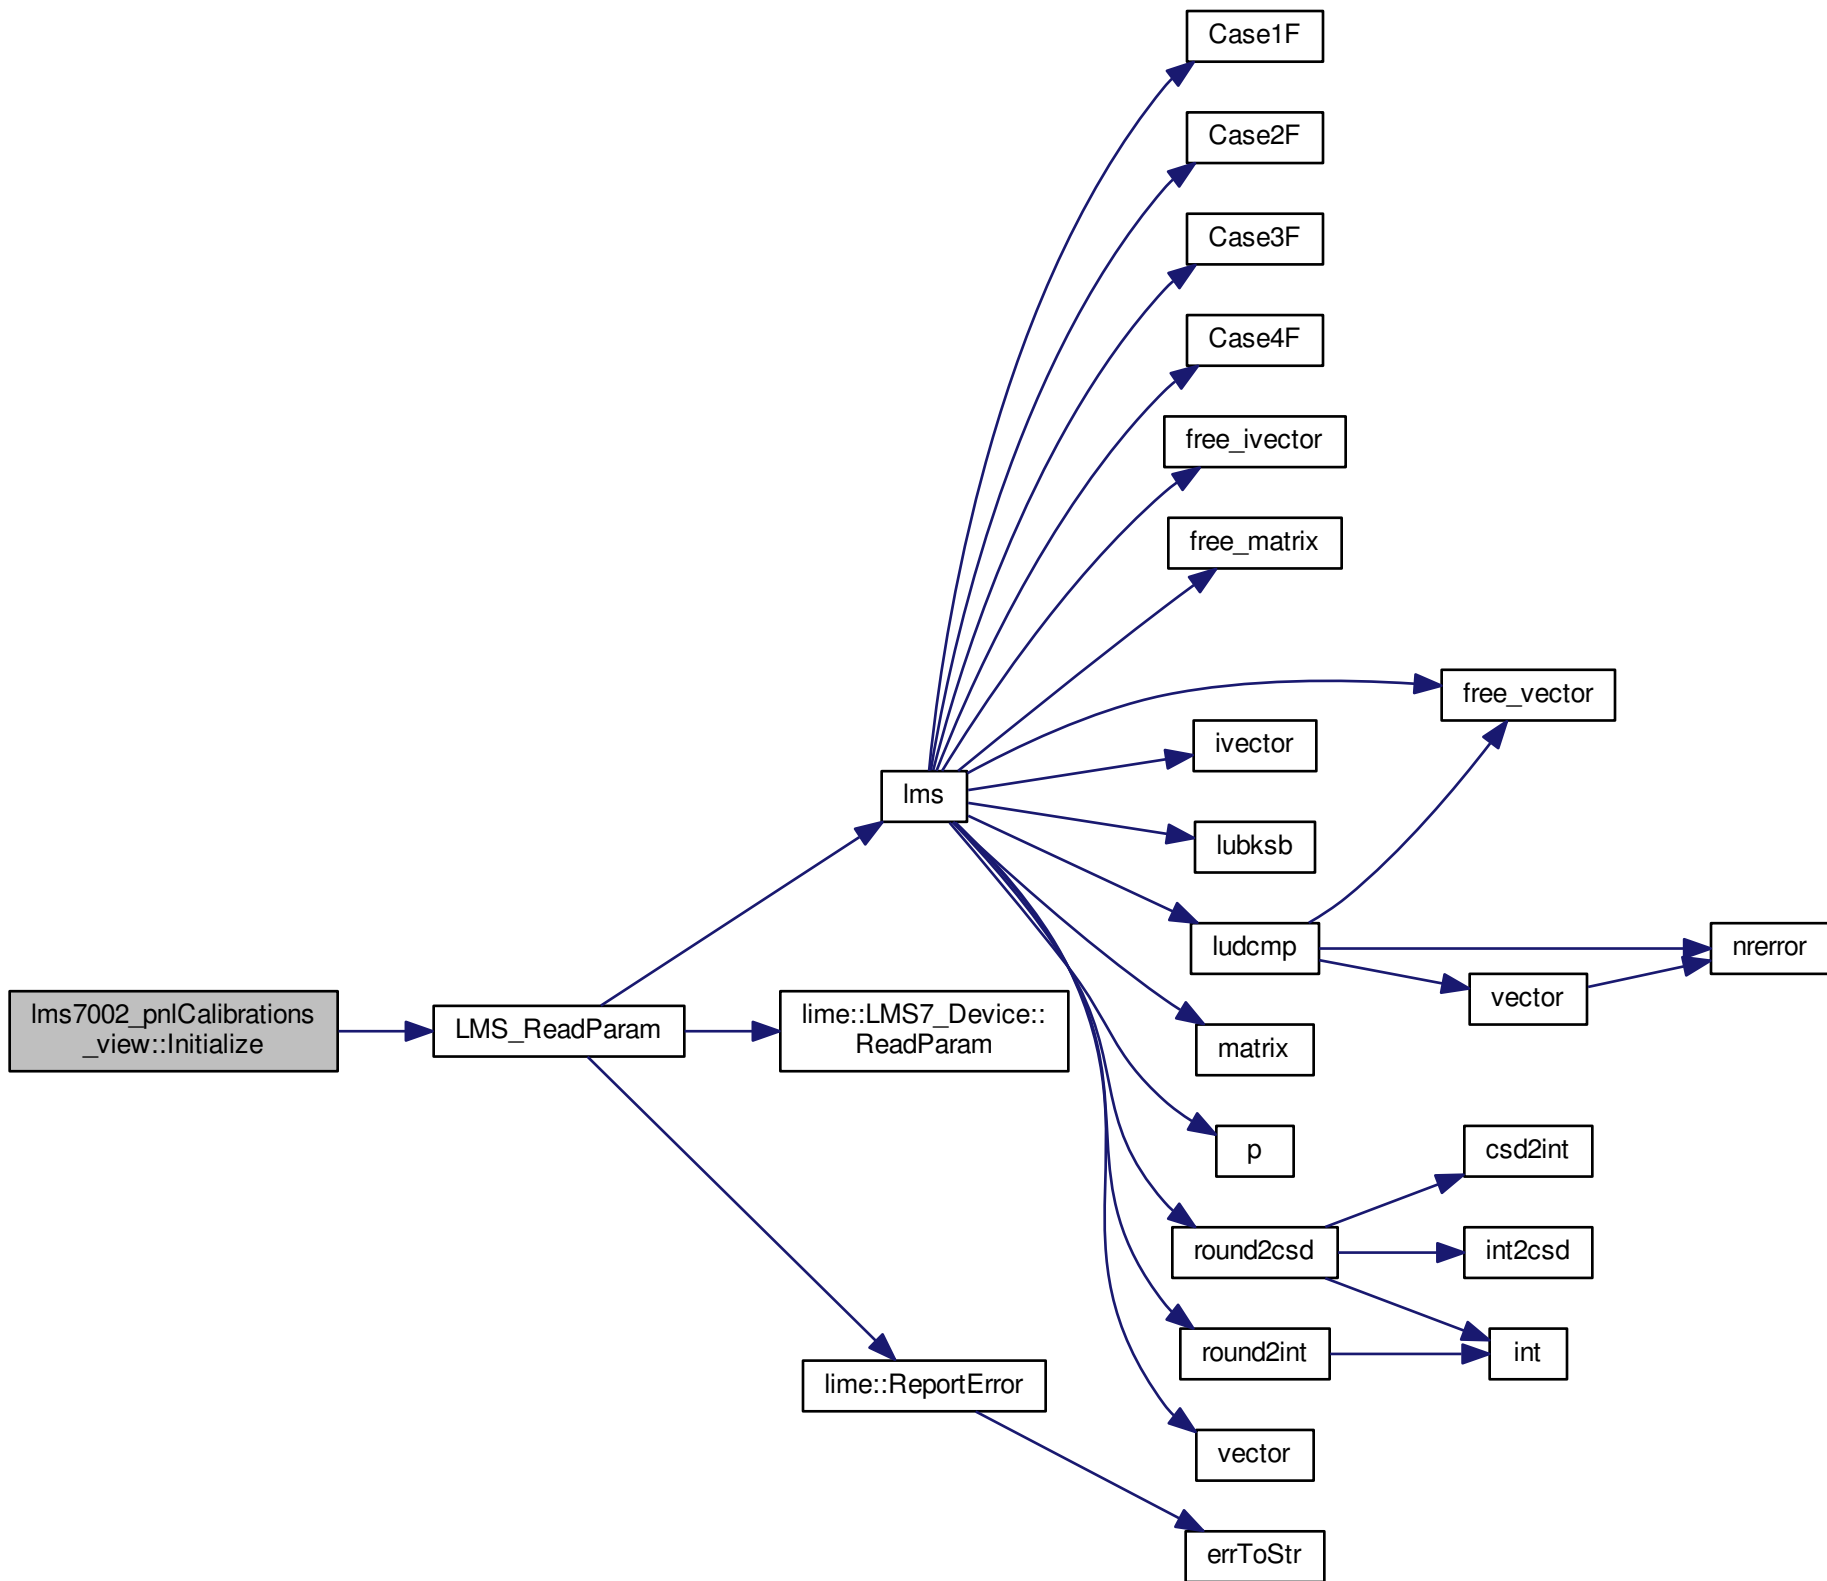 Case1F
Case2F
Case3F
Case4F
free_ivector
free_matrix
free_vector
ivector
lms
lubksb
ludcmp
nrerror
vector
lms7002_pnlCalibrations
_view::Initialize
LMS_ReadParam
lime::LMS7_Device::
ReadParam
matrix
p
csd2int
round2csd
int2csd
round2int
int
lime::ReportError
vector
errToStr